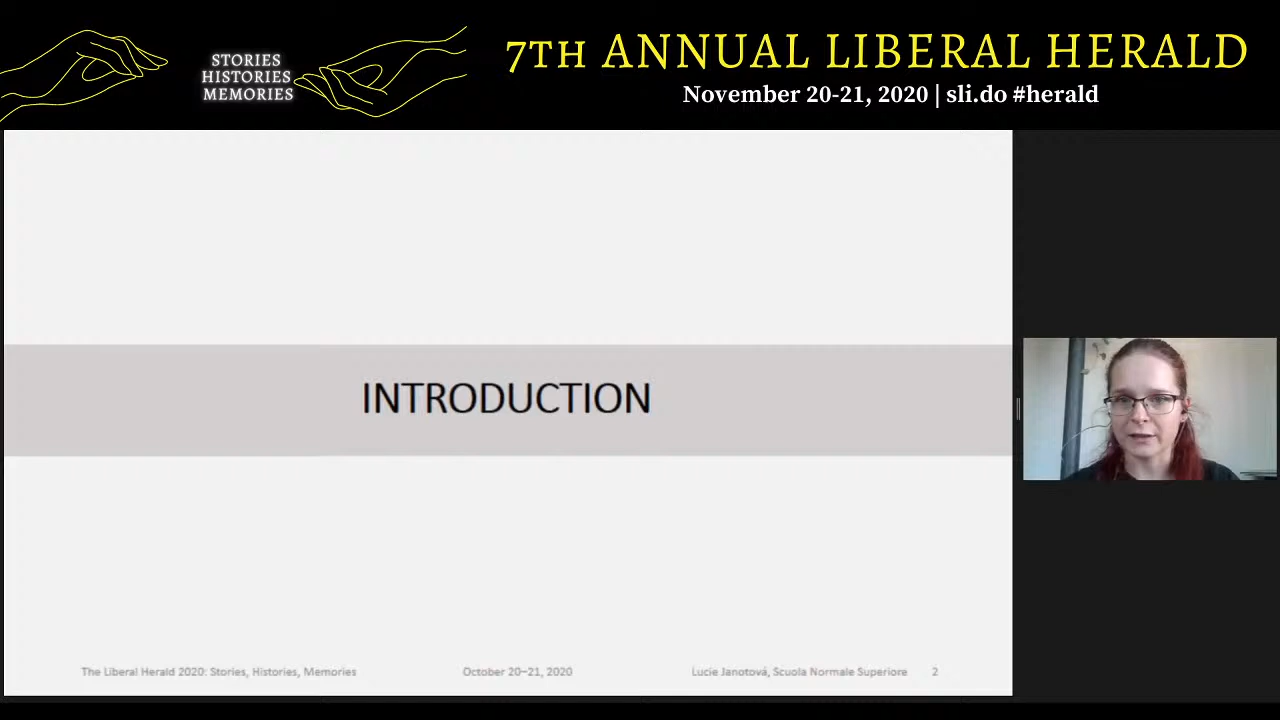 STORIES
HISTORIES
MEMORIES
7TH ANNUAL LIBERAL HERALD
November 20-21, 2020 | sli.do #herald
INTRODUCTION
The Liberal Herald 2020: Stories, Histories, Memories
October 20–21, 2020
Lucie Janotová, Scuola Normale Superiore
2